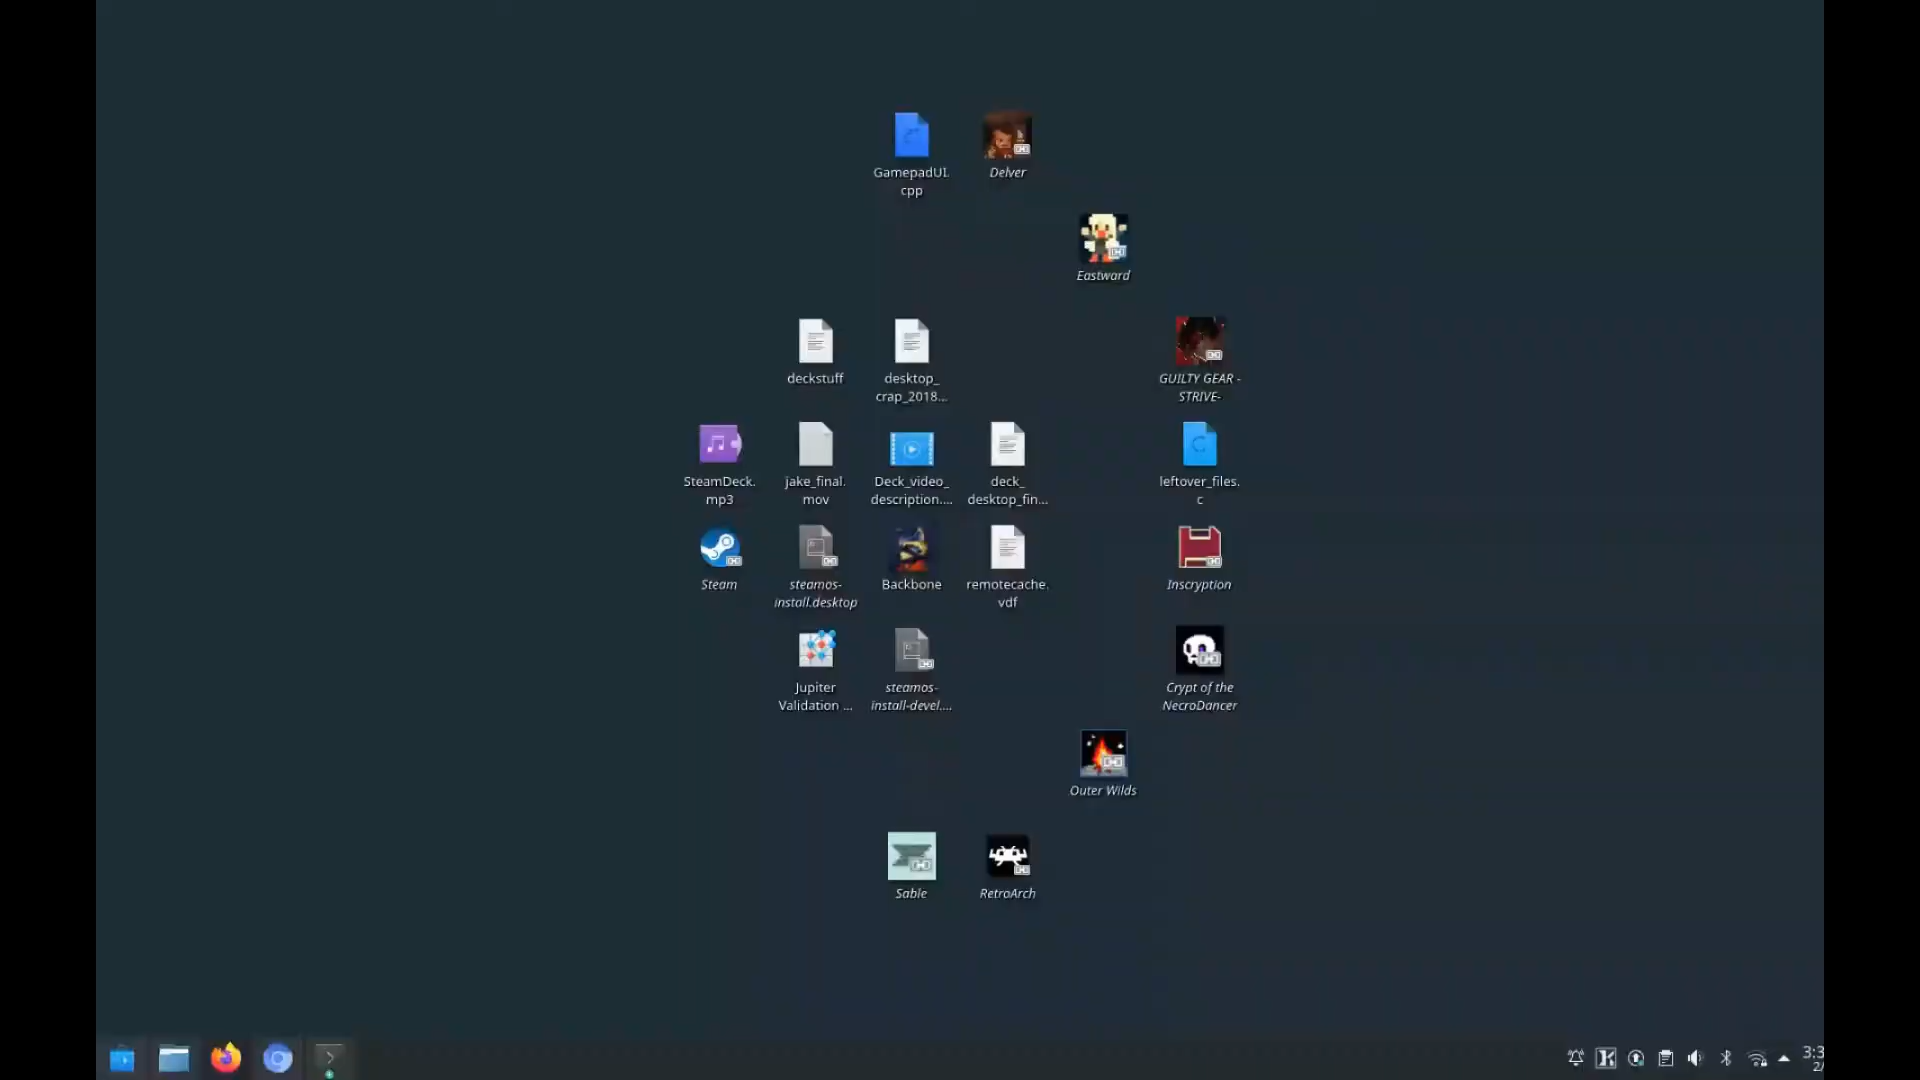 GamepadUI.
cpp
Delver
Eastward
deckstuff
desktop_
crap_2018...
GUILTY GEAR -
STRIVE-
SteamDeck.
mp3
jake_final.
mov
Deck_video_
description....
deck_
desktop_fin...
leftover_files.
c
Steam
steamos-
install.desktop
Backbone
remotecache.
vdf
Inscryption
Jupiter
Validation ...
steamos-
install-devel....
Crypt of the
NecroDancer
Outer Wilds
Sable
RetroArch
3:3
2/